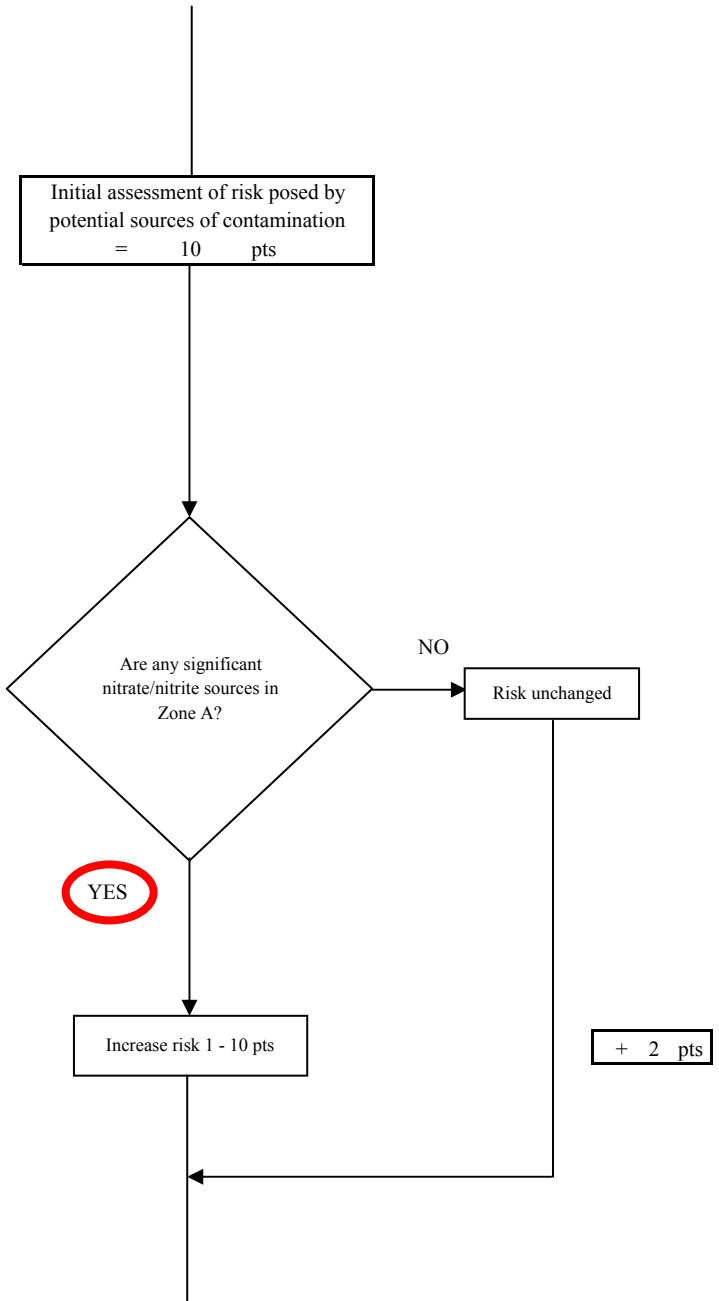 Initial assessment of risk posed by
potential sources of contamination
= 10 pts
Are any significant
nitrate/nitrite sources in
Zone A?
NO
Risk unchanged
YES
Increase risk 1 - 10 pts
+ 2 pts